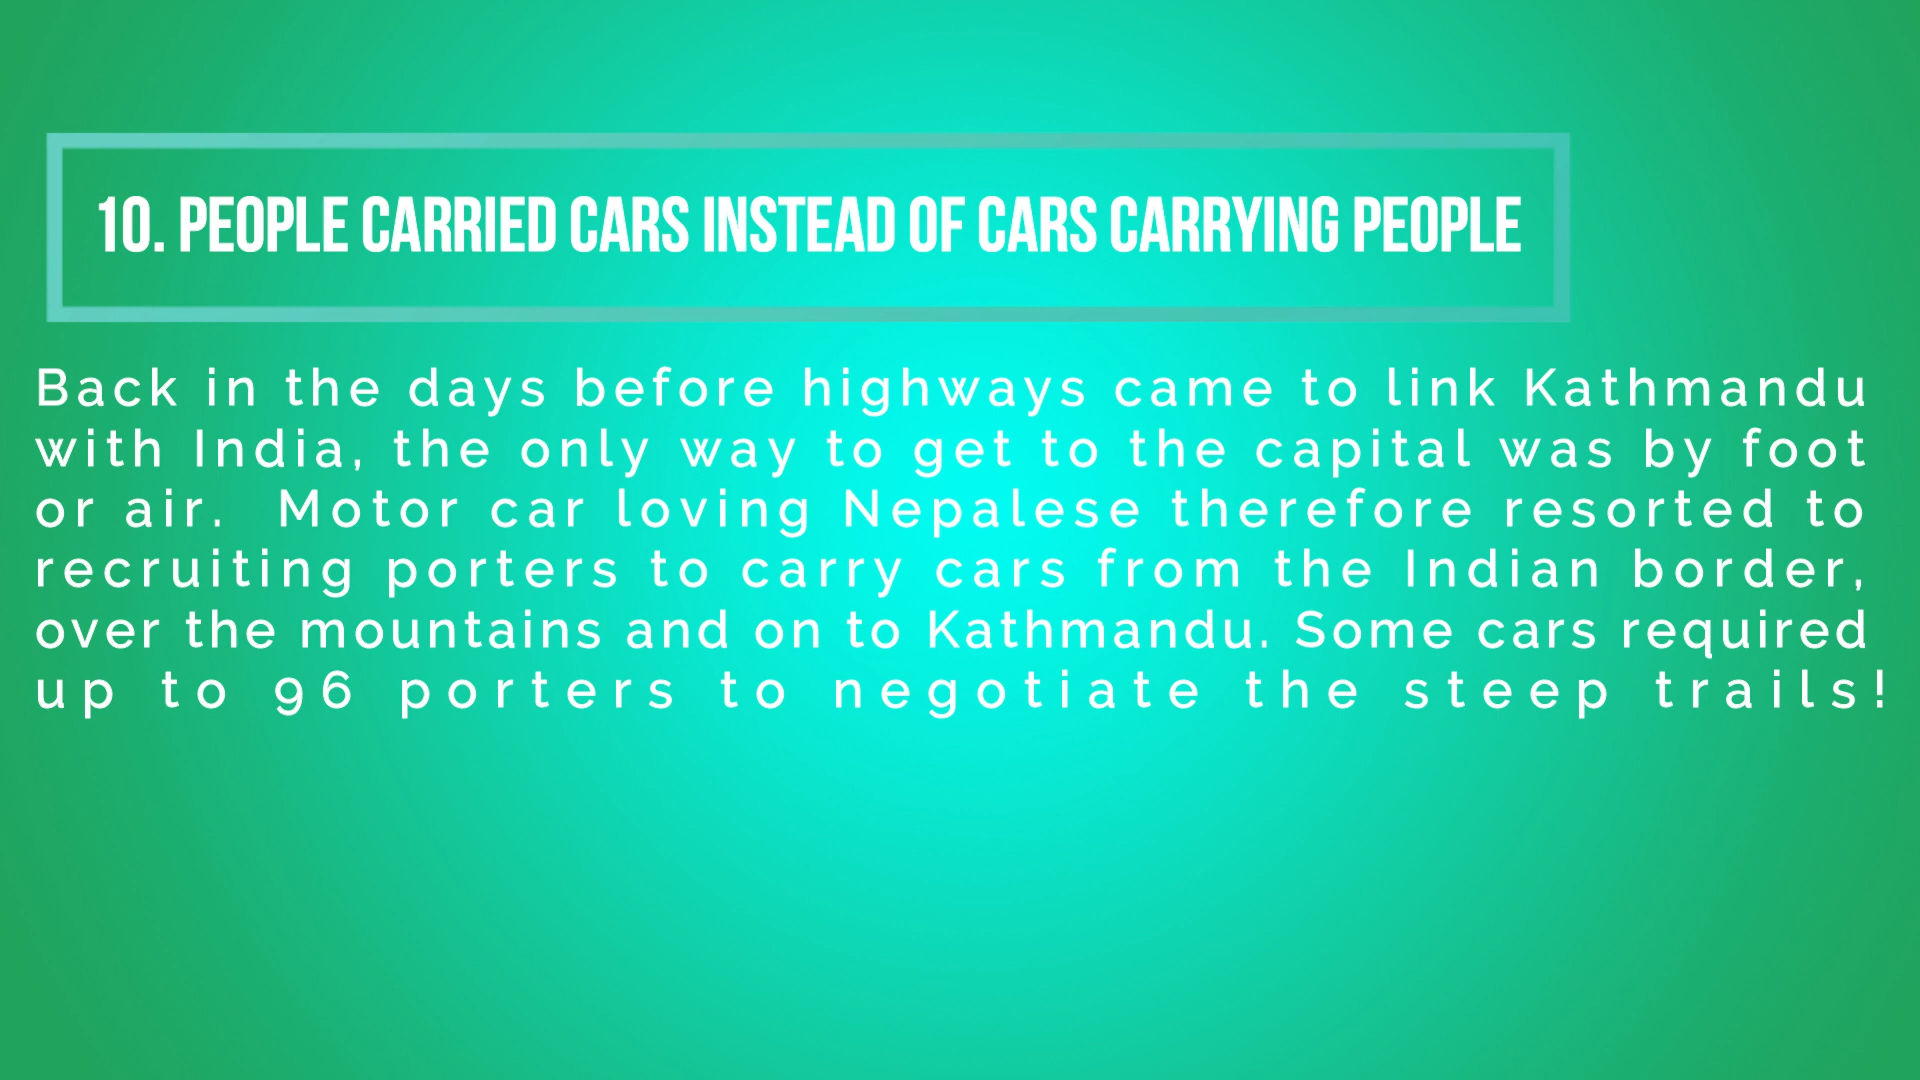 10. PEOPLE CARRIED CARS INSTEAD OF CARS CARRYING PEOPLE
Back in the days before highways came to link Kathmandu
with India, the only way to get to the capital was by foot
or air. Motor car loving Nepalese therefore resorted to
recruiting porters to carry cars from the Indian border,
over the mountains and on to Kathmandu. Some cars required
up to 96 porters to negotiate the steep trails!